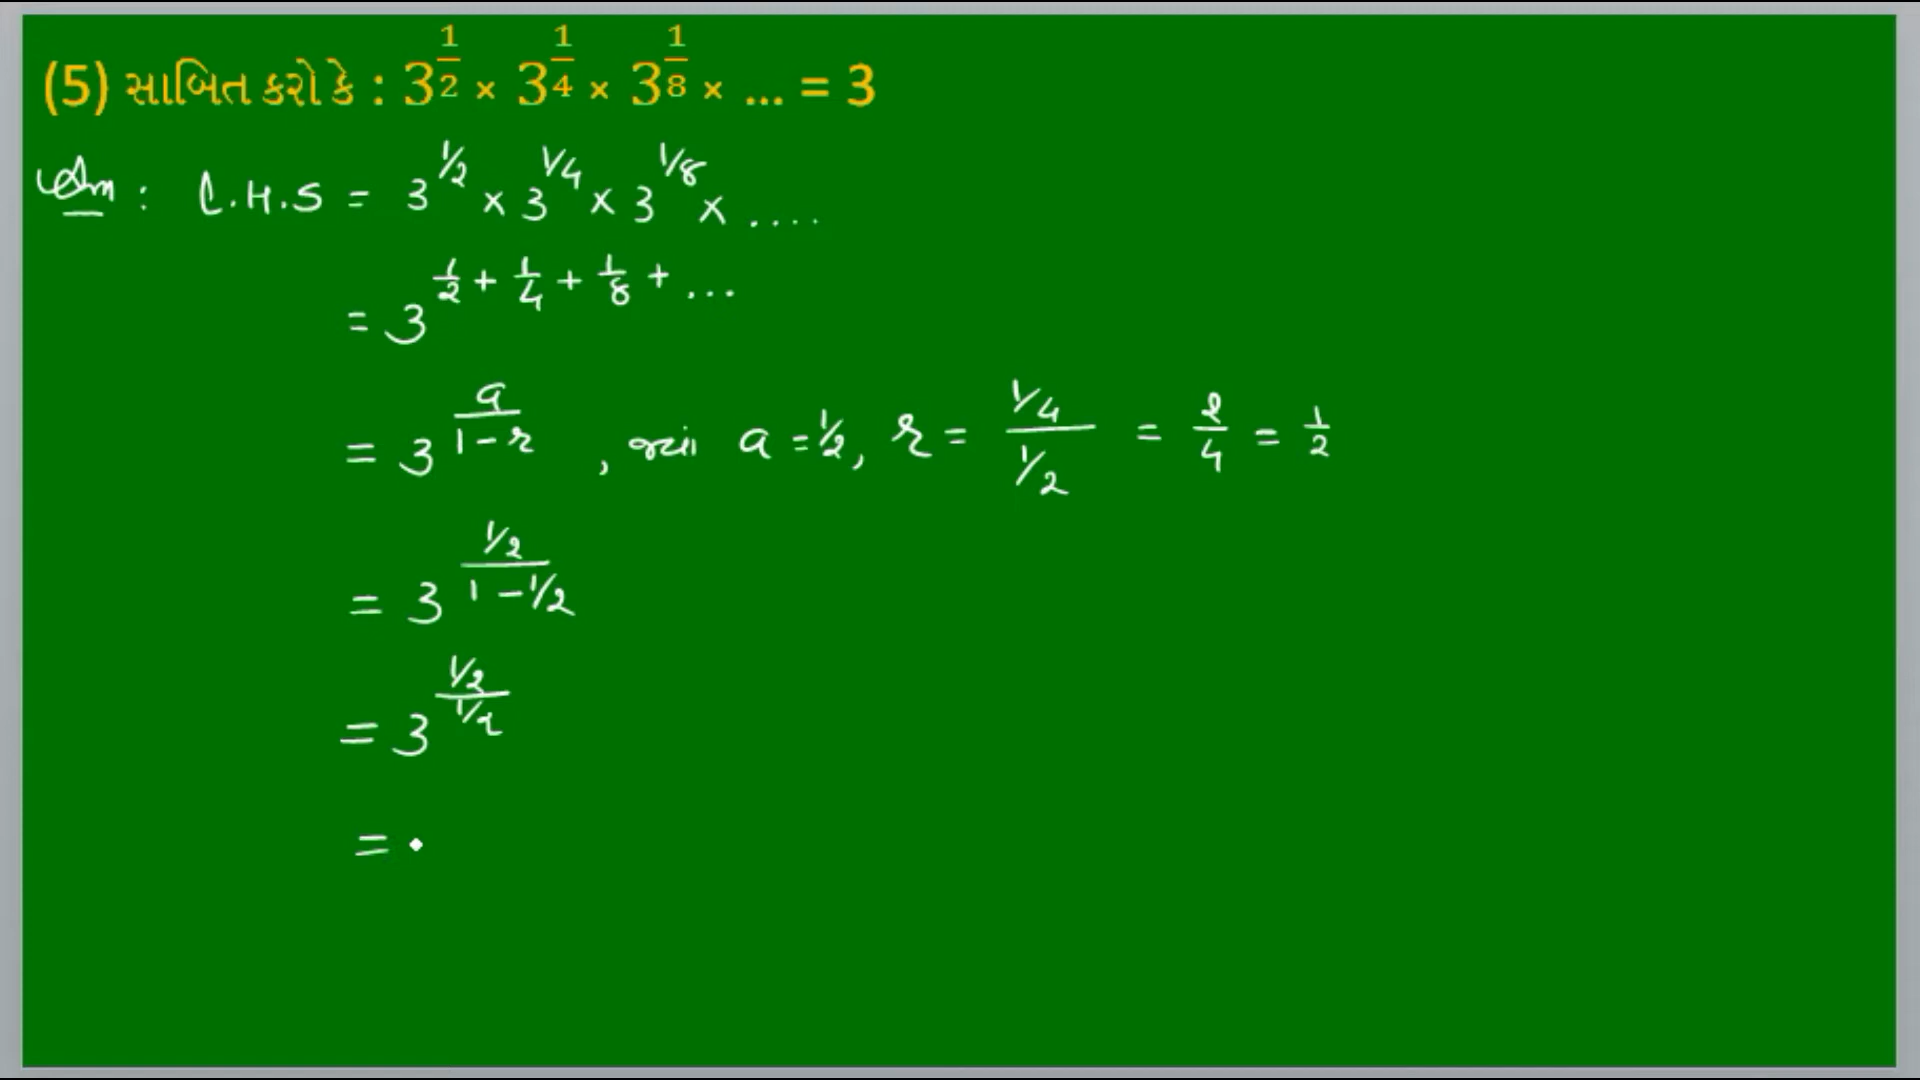 (5) સાબિત કરો કે : 3^(1/2) × 3^(1/4) × 3^(1/8) × ... = 3
: L.H.S = 3^(1/2) × 3^(1/4) × 3^(1/8) × ....
= 3^(1/2 + 1/4 + 1/8 + ...)
= 3^(a/(1-r)) , જ્યાં a = 1/2, r = (1/4)/(1/2) = 2/4 = 1/2
= 3^((1/2)/(1 - 1/2))
= 3^((1/2)/(1/2))
=